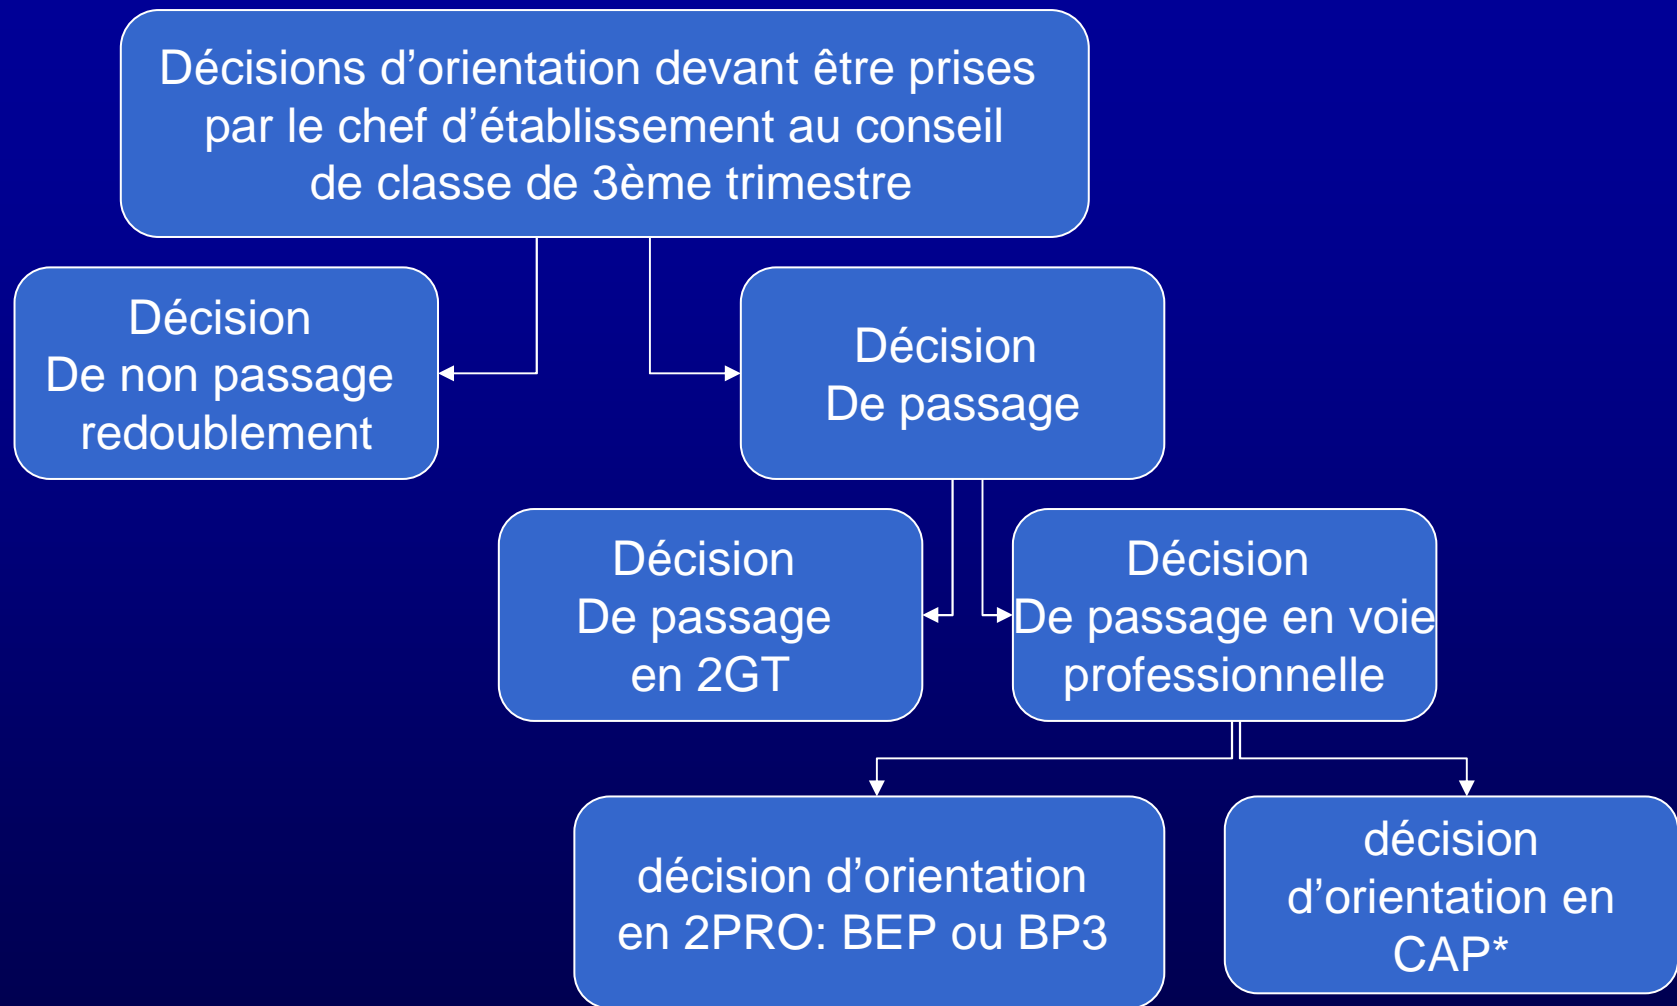 Décisions d’orientation devant être prises
par le chef d’établissement au conseil
de classe de 3ème trimestre
Décision
De non passage
redoublement
Décision
De passage
Décision
De passage
en 2GT
Décision
De passage en voie
professionnelle
décision d’orientation
en 2PRO: BEP ou BP3
décision
d’orientation en
CAP*